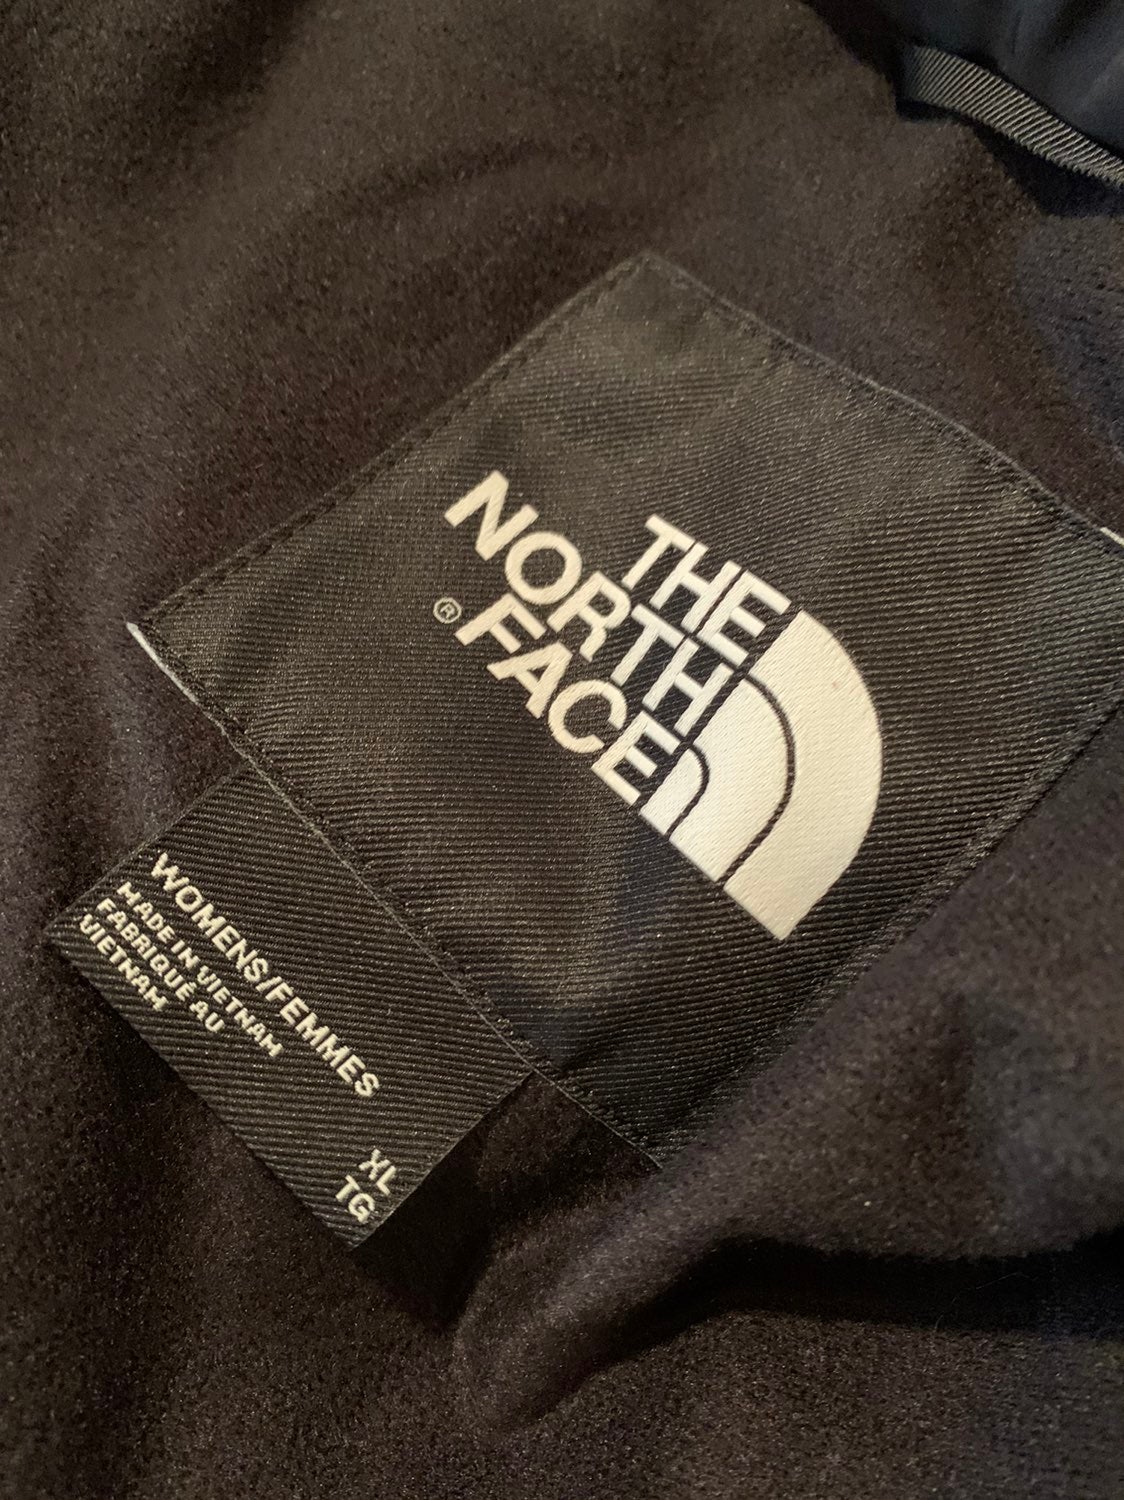 THE
NORTH
FACE®
WOMENS/FEMMES
MADE IN VIETNAM
FABRIQUÉ AU
VIETNAM
XL
TG